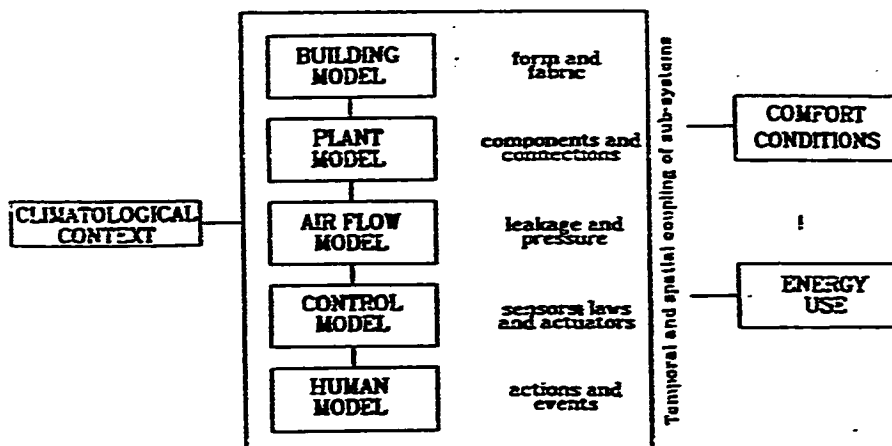 BUILDING
MODEL
form and
fabric
PLANT
MODEL
components and
connections
AIR FLOW
MODEL
leakage and
pressure
CONTROL
MODEL
sensors laws
and actuators
HUMAN
MODEL
actions and
events
CLIMATOLOGICAL
CONTEXT
Temporal and spatial coupling of sub-systems
COMFORT
CONDITIONS
ENERGY
USE